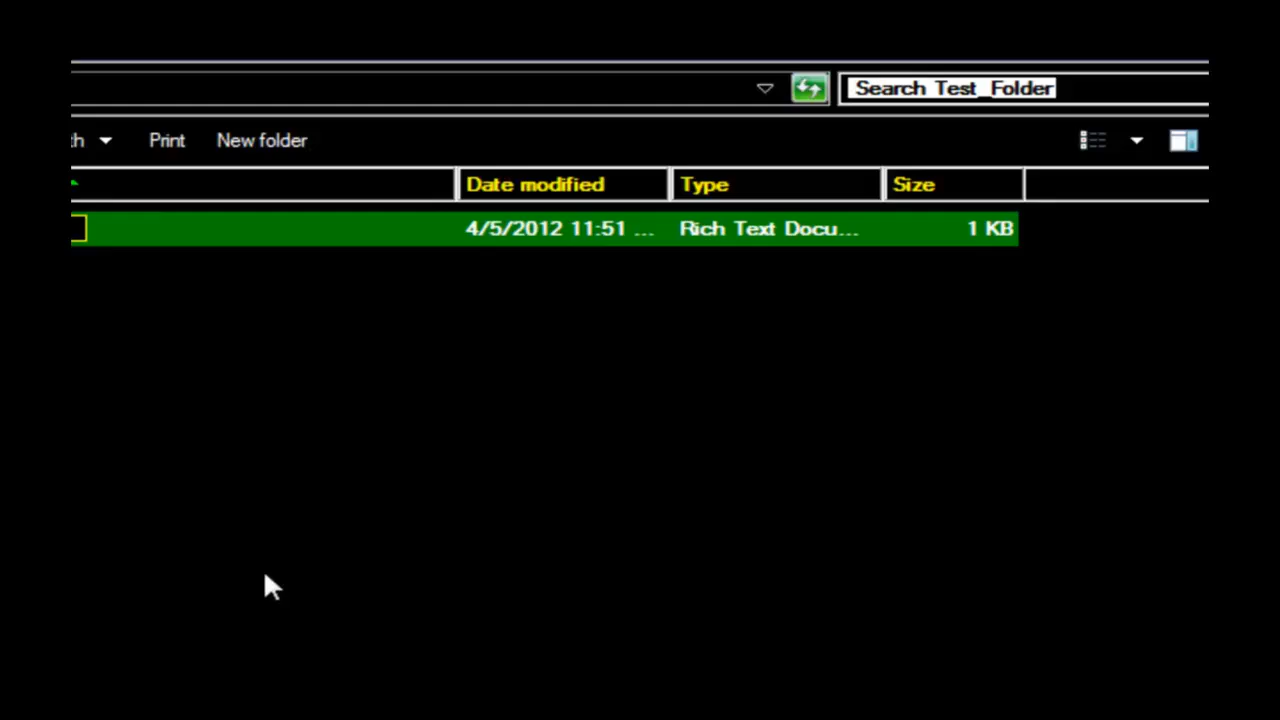 Search Test_Folder
th Print New folder
Date modified Type Size
4/5/2012 11:51 ... Rich Text Docu... 1 KB